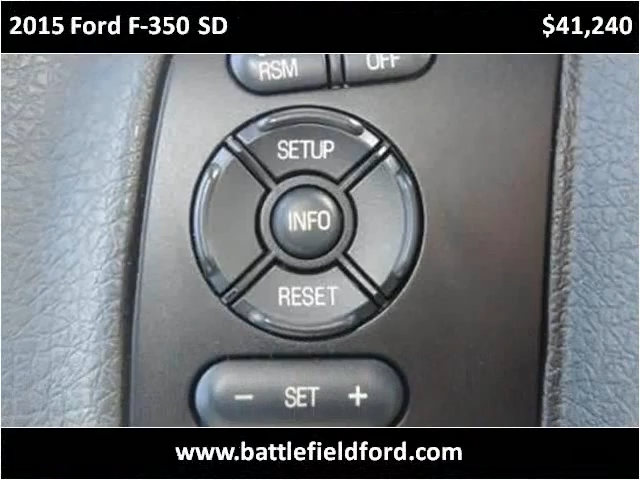 2015 Ford F-350 SD $41,240
RSM OFF
SETUP
INFO
RESET
- SET +
www.battlefieldford.com